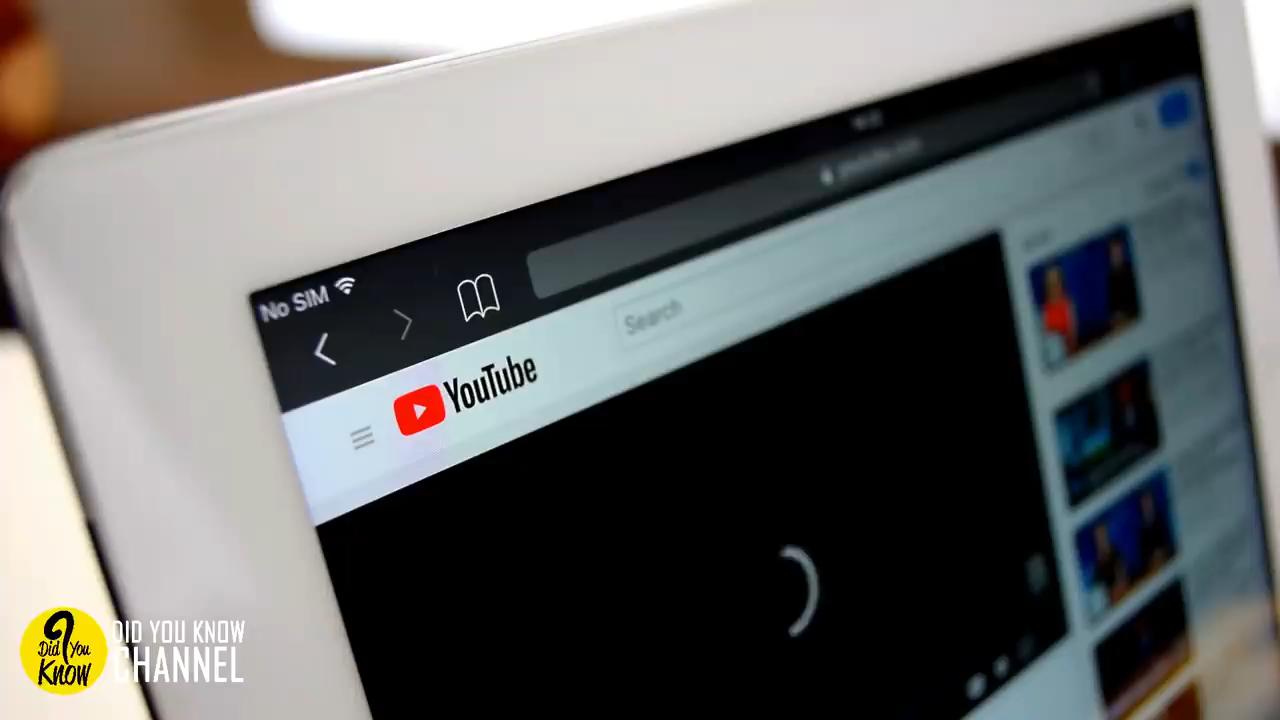 No SIM
Search
YouTube
Did You
Know
DID YOU KNOW
CHANNEL